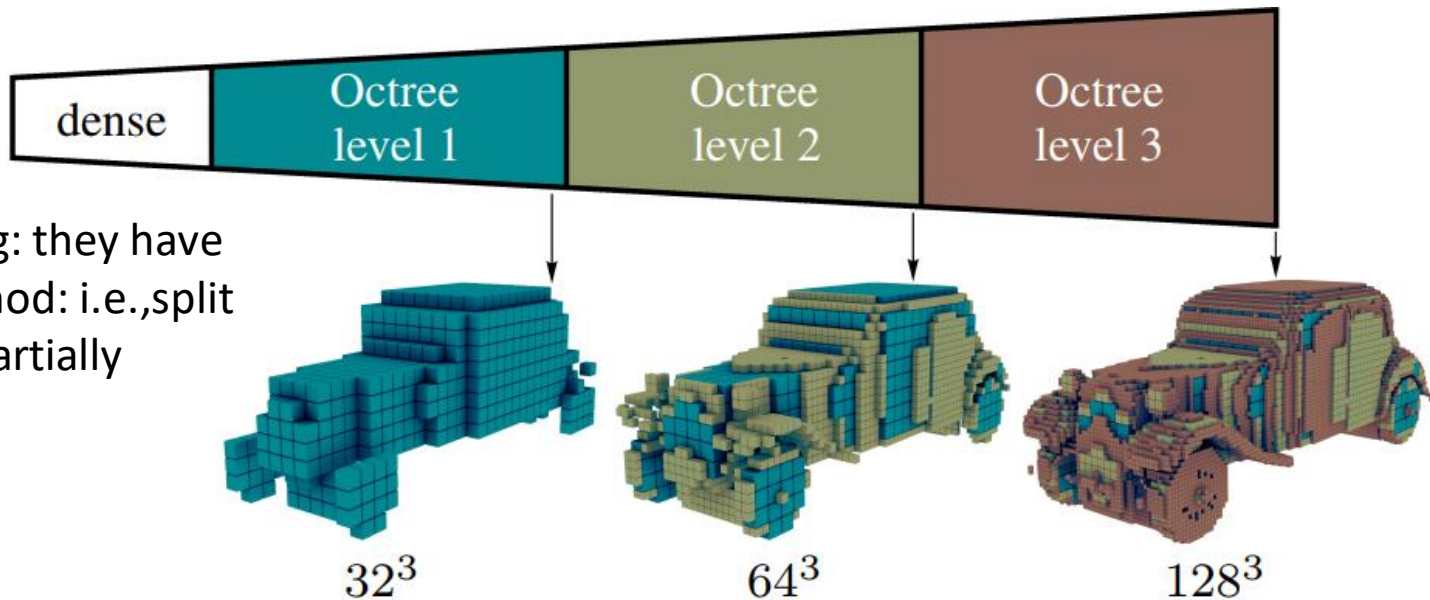 dense
Octree
level 1
Octree
level 2
Octree
level 3
g: they have
nod: i.e.,split
artially
32³
64³
128³